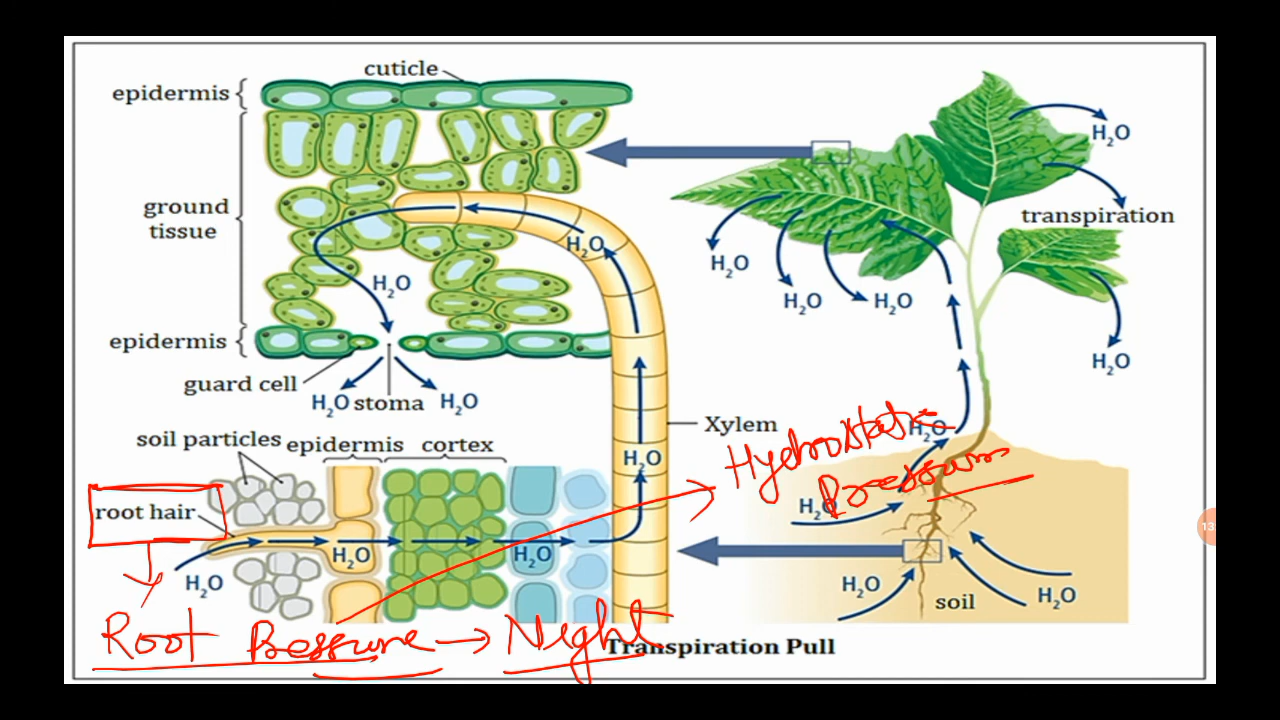 cuticle
epidermis
ground
tissue
H₂O
H₂O
epidermis
guard cell
H₂O stoma H₂O
soil particles epidermis cortex
root hair
H₂O
H₂O
H₂O
H₂O
Xylem
H₂O
transpiration
H₂O
H₂O
H₂O
H₂O
H₂O
Hydrostatic
Pressure
H₂O
H₂O
H₂O
soil
Root Pressure → Night
Transpiration Pull